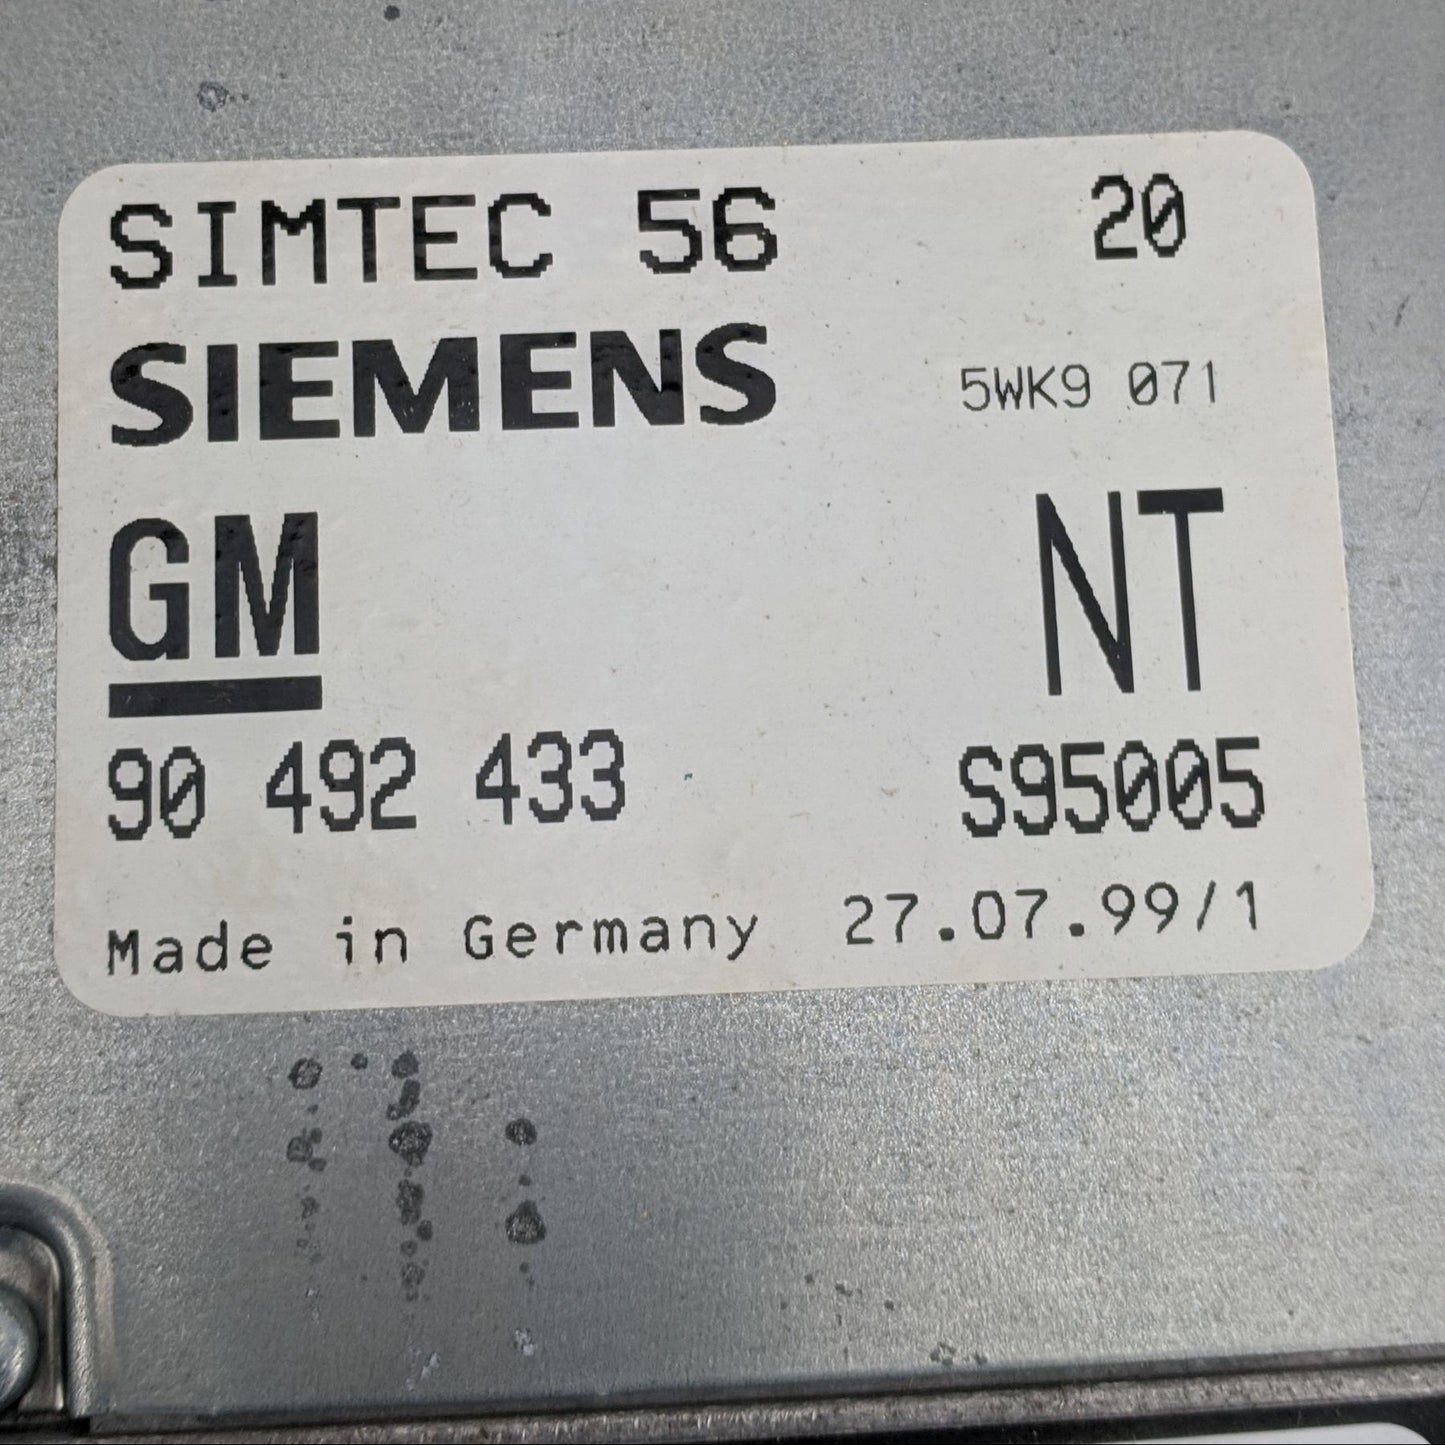 SIMTEC 56 20
SIEMENS 5WK9 071
GM NT
90 492 433 S95005
Made in Germany 27.07.99/1